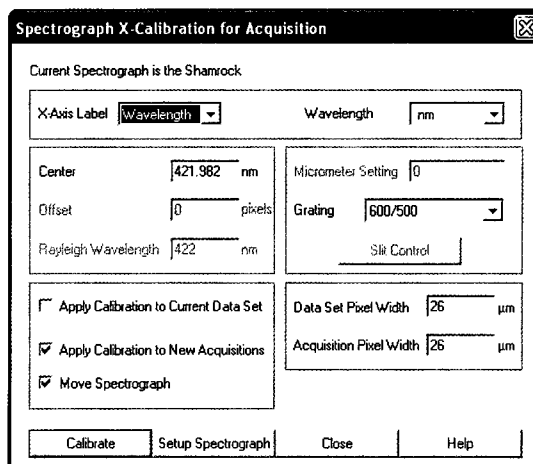 Spectrograph X-Calibration for Acquisition
Current Spectrograph is the Shamrock
X-Axis Label Wavelength Wavelength nm
Center 421.982 nm
Offset 0 pixels
Rayleigh Wavelength 422 nm
Micrometer Setting 0
Grating 600/500
Slit Control
Apply Calibration to Current Data Set
Apply Calibration to New Acquisitions
Move Spectrograph
Data Set Pixel Width 26 µm
Acquisition Pixel Width 26 µm
Calibrate Setup Spectrograph Close Help